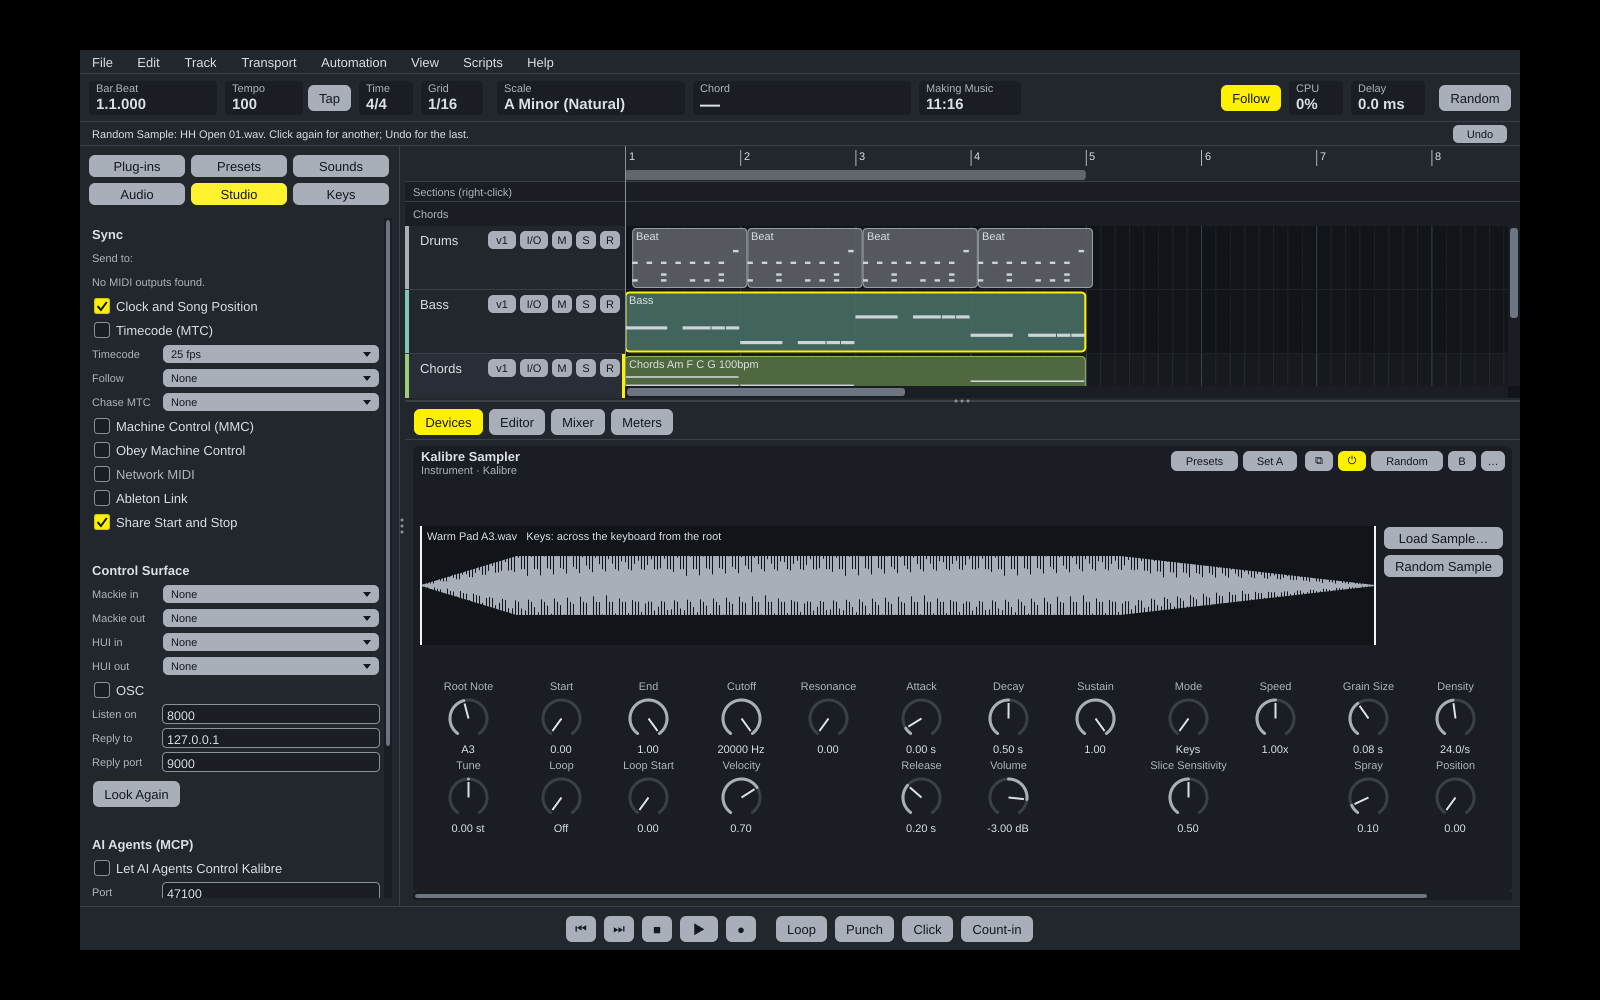 File Edit Track Transport Automation View Scripts Help
Bar.Beat Tempo Time Grid Scale Chord Making Music CPU Delay
1.1.000 100 Tap 4/4 1/16 A Minor (Natural) — 11:16 Follow 0% 0.0 ms Random
Random Sample: HH Open 01.wav. Click again for another; Undo for the last. Undo
Plug-ins Presets Sounds
Audio Studio Keys
Sync
Send to:
No MIDI outputs found.
Clock and Song Position
Timecode (MTC)
Timecode 25 fps
Follow None
Chase MTC None
Machine Control (MMC)
Obey Machine Control
Network MIDI
Ableton Link
Share Start and Stop
Control Surface
Mackie in None
Mackie out None
HUI in None
HUI out None
OSC
Listen on 8000
Reply to 127.0.0.1
Reply port 9000
Look Again
AI Agents (MCP)
Let AI Agents Control Kalibre
Port 47100
1 2 3 4 5 6 7 8
Sections (right-click)
Chords
Drums v1 I/O M S R Beat Beat Beat Beat
Bass v1 I/O M S R Bass
Chords v1 I/O M S R Chords Am F C G 100bpm
Devices Editor Mixer Meters
Kalibre Sampler
Instrument · Kalibre
Presets Set A Random B ...
Warm Pad A3.wav Keys: across the keyboard from the root
Load Sample...
Random Sample
Root Note Start End Cutoff Resonance Attack Decay Sustain Mode Speed Grain Size Density
A3 0.00 1.00 20000 Hz 0.00 0.00 s 0.50 s 1.00 Keys 1.00x 0.08 s 24.0/s
Tune Loop Loop Start Velocity Release Volume Slice Sensitivity Spray Position
0.00 st Off 0.00 0.70 0.20 s -3.00 dB 0.50 0.10 0.00
Loop Punch Click Count-in